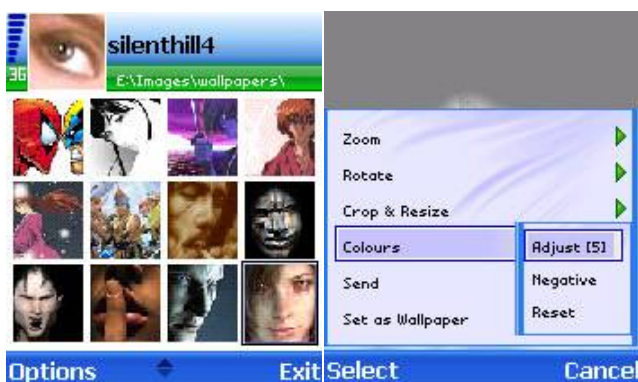 silenthill4
3G
E:\Images\wallpapers\
Options
Exit
Zoom
Rotate
Crop & Resize
Colours
Adjust [5]
Send
Negative
Set as Wallpaper
Reset
Select
Cancel